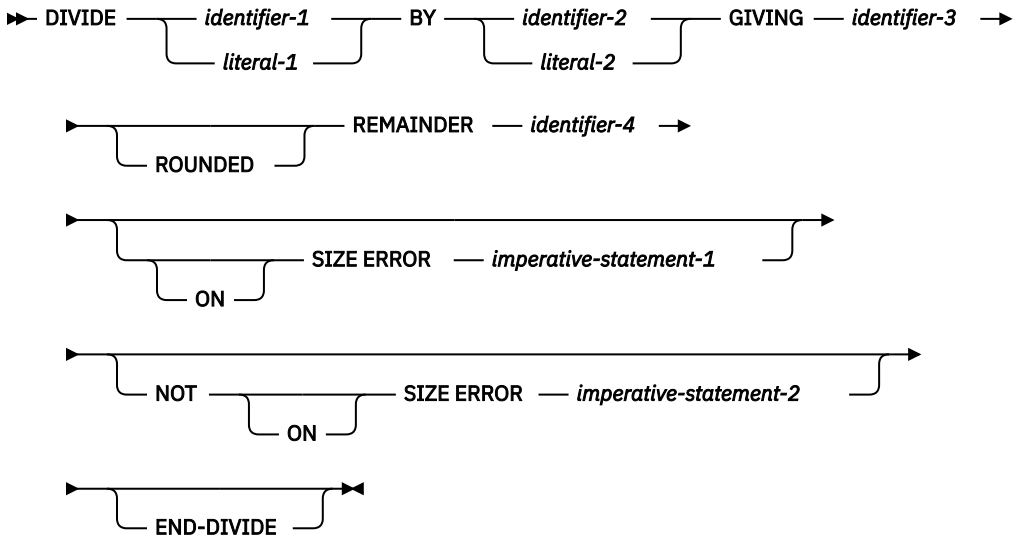 DIVIDE identifier-1 BY identifier-2 GIVING identifier-3
literal-1 literal-2
REMAINDER identifier-4
ROUNDED
SIZE ERROR imperative-statement-1
ON
NOT SIZE ERROR imperative-statement-2
ON
END-DIVIDE